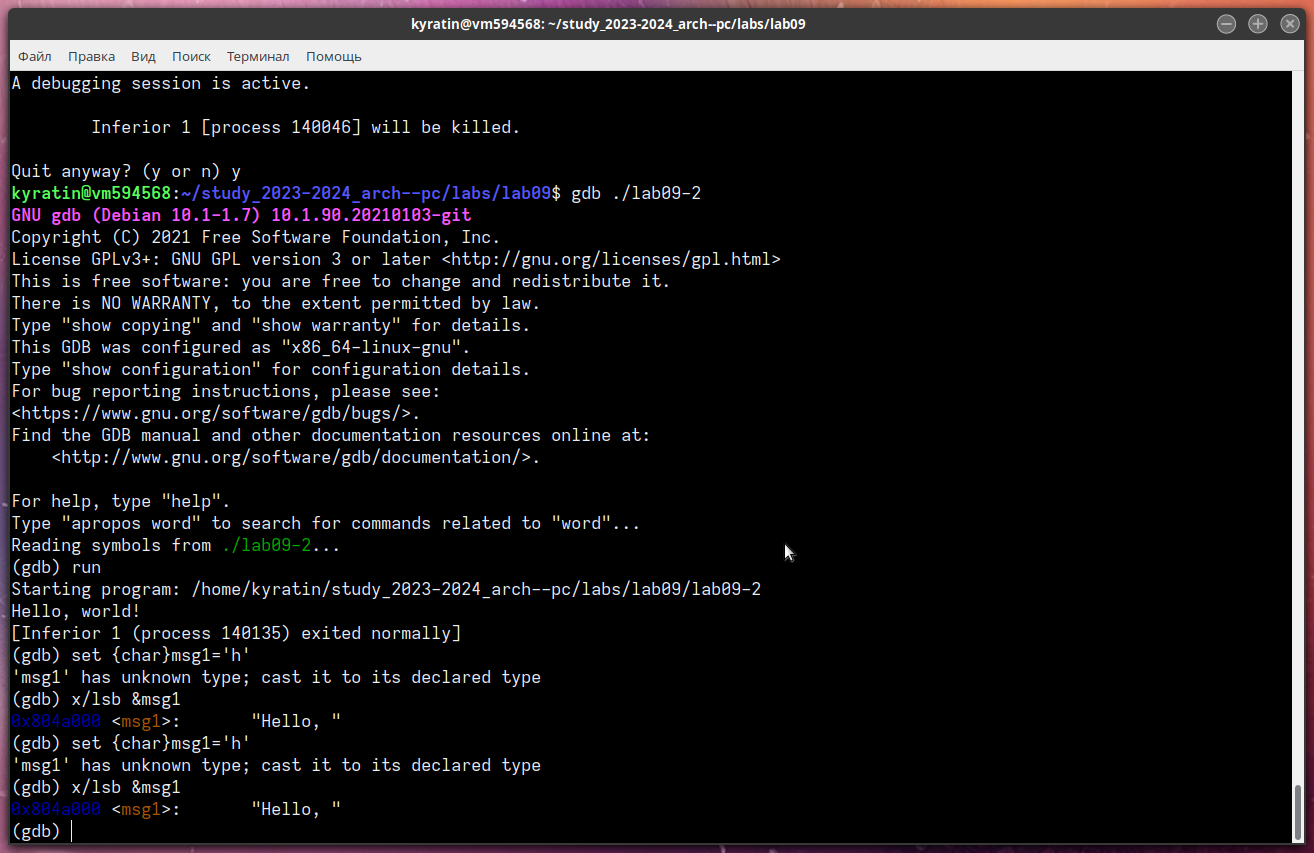 kyratin@vm594568: ~/study_2023-2024_arch--pc/labs/lab09
Файл Правка Вид Поиск Терминал Помощь
A debugging session is active.
Inferior 1 [process 140046] will be killed.
Quit anyway? (y or n) y
kyratin@vm594568:~/study_2023-2024_arch--pc/labs/lab09$ gdb ./lab09-2
GNU gdb (Debian 10.1-1.7) 10.1.90.20210103-git
Copyright (C) 2021 Free Software Foundation, Inc.
License GPLv3+: GNU GPL version 3 or later <http://gnu.org/licenses/gpl.html>
This is free software: you are free to change and redistribute it.
There is NO WARRANTY, to the extent permitted by law.
Type "show copying" and "show warranty" for details.
This GDB was configured as "x86_64-linux-gnu".
Type "show configuration" for configuration details.
For bug reporting instructions, please see:
<https://www.gnu.org/software/gdb/bugs/>.
Find the GDB manual and other documentation resources online at:
<http://www.gnu.org/software/gdb/documentation/>.
For help, type "help".
Type "apropos word" to search for commands related to "word"...
Reading symbols from ./lab09-2...
(gdb) run
Starting program: /home/kyratin/study_2023-2024_arch--pc/labs/lab09/lab09-2
Hello, world!
[Inferior 1 (process 140135) exited normally]
(gdb) set {char}msg1='h'
'msg1' has unknown type; cast it to its declared type
(gdb) x/1sb &msg1
0x804a000 <msg1>: "Hello, "
(gdb) set {char}msg1='h'
'msg1' has unknown type; cast it to its declared type
(gdb) x/1sb &msg1
0x804a000 <msg1>: "Hello, "
(gdb)